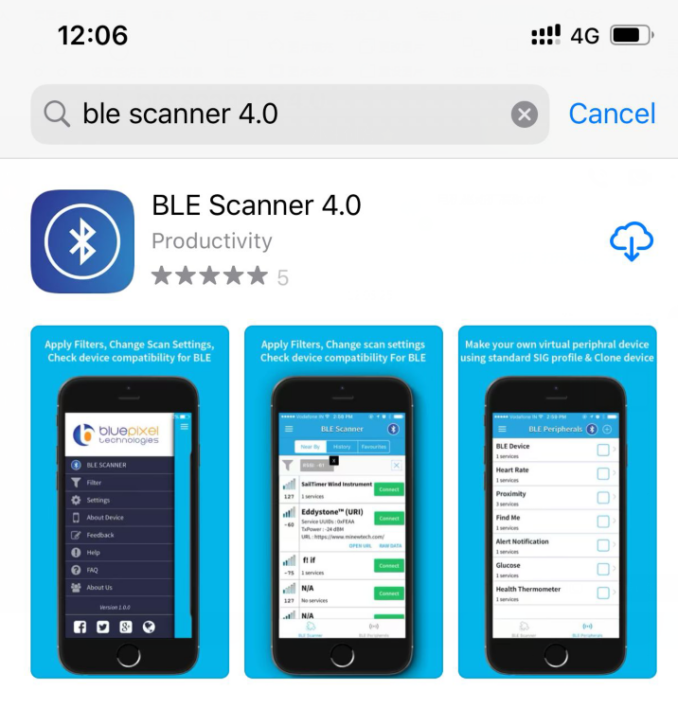 12:06
4G
ble scanner 4.0
Cancel
BLE Scanner 4.0
Productivity
5
Apply Filters, Change Scan Settings,
Check device compatibility for BLE
bluepixel
technologies
BLE SCANNER
Filter
Settings
About Device
Feedback
Help
FAQ
About Us
Version 1.0.0
Apply Filters, Change scan settings
Check device compatibility For BLE
2:58 PM
BLE Scanner
Near By
History
Favourites
SailTimer Wind Instrument
Connect
127
1 services
Eddystone™ (URI)
Connect
Service UUIDs : 0xFEAA
-60
TxPower : -24 dBM
URL : https://www.minewtech.com/
OPEN URL
RAW DATA
f! if
Connect
-75
1 services
N/A
Connect
127
No services
N/A
BLE Scanner
BLE Peripherals
Make your own virtual periphral device
using standard SIG profile & Clone device
2:58 PM
BLE Peripherals
BLE Device
1 services
Heart Rate
1 services
Proximity
3 services
Find Me
1 services
Alert Notification
1 services
Glucose
1 services
Health Thermometer
1 services
BLE Scanner
BLE Peripherals